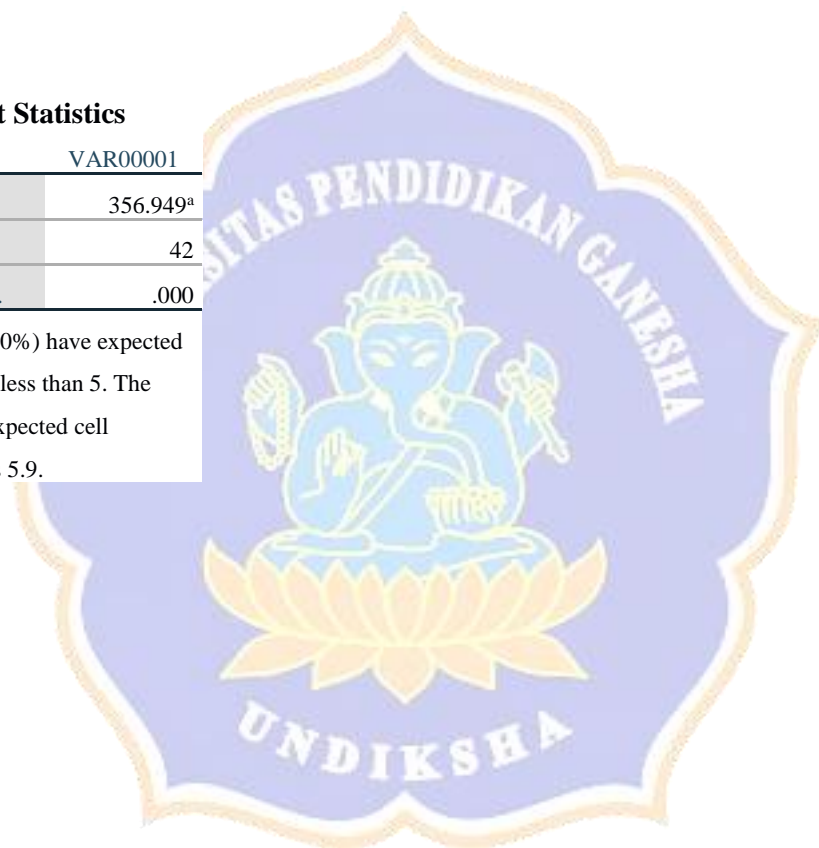 t Statistics
VAR00001
356.949ᵃ
42
. .000
0%) have expected
less than 5. The
xpected cell
5.9.
SITAS PENDIDIKAN GANESHA
UNDIKSHA